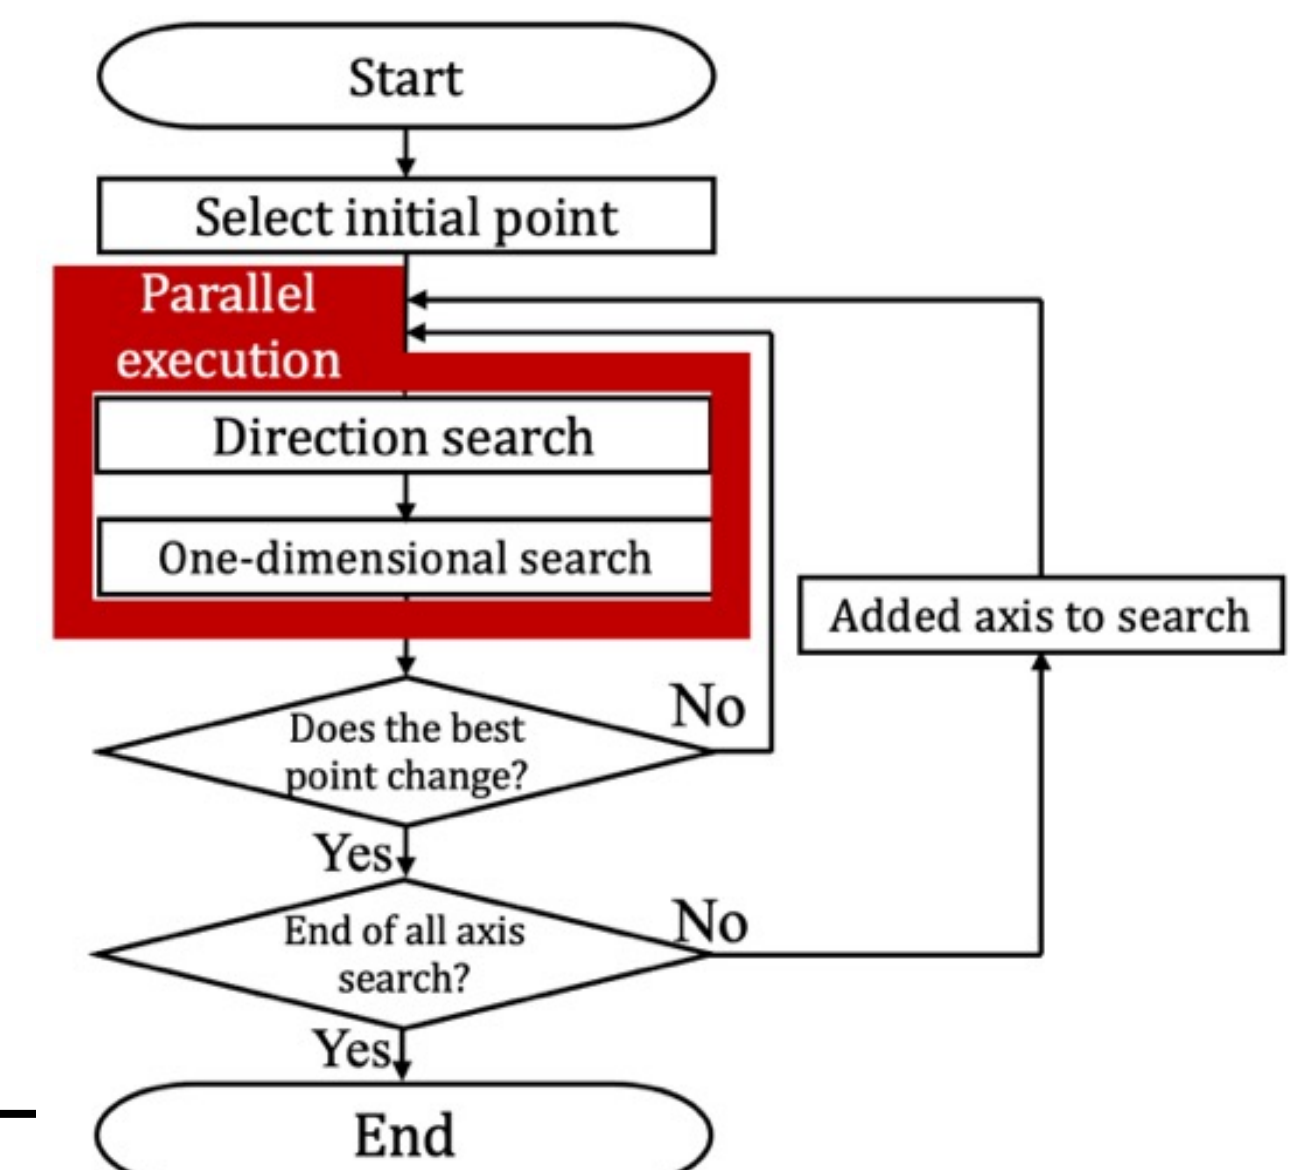 Start
Select initial point
Parallel
execution
Direction search
One-dimensional search
Added axis to search
Does the best
point change?
No
Yes
End of all axis
search?
No
Yes
End